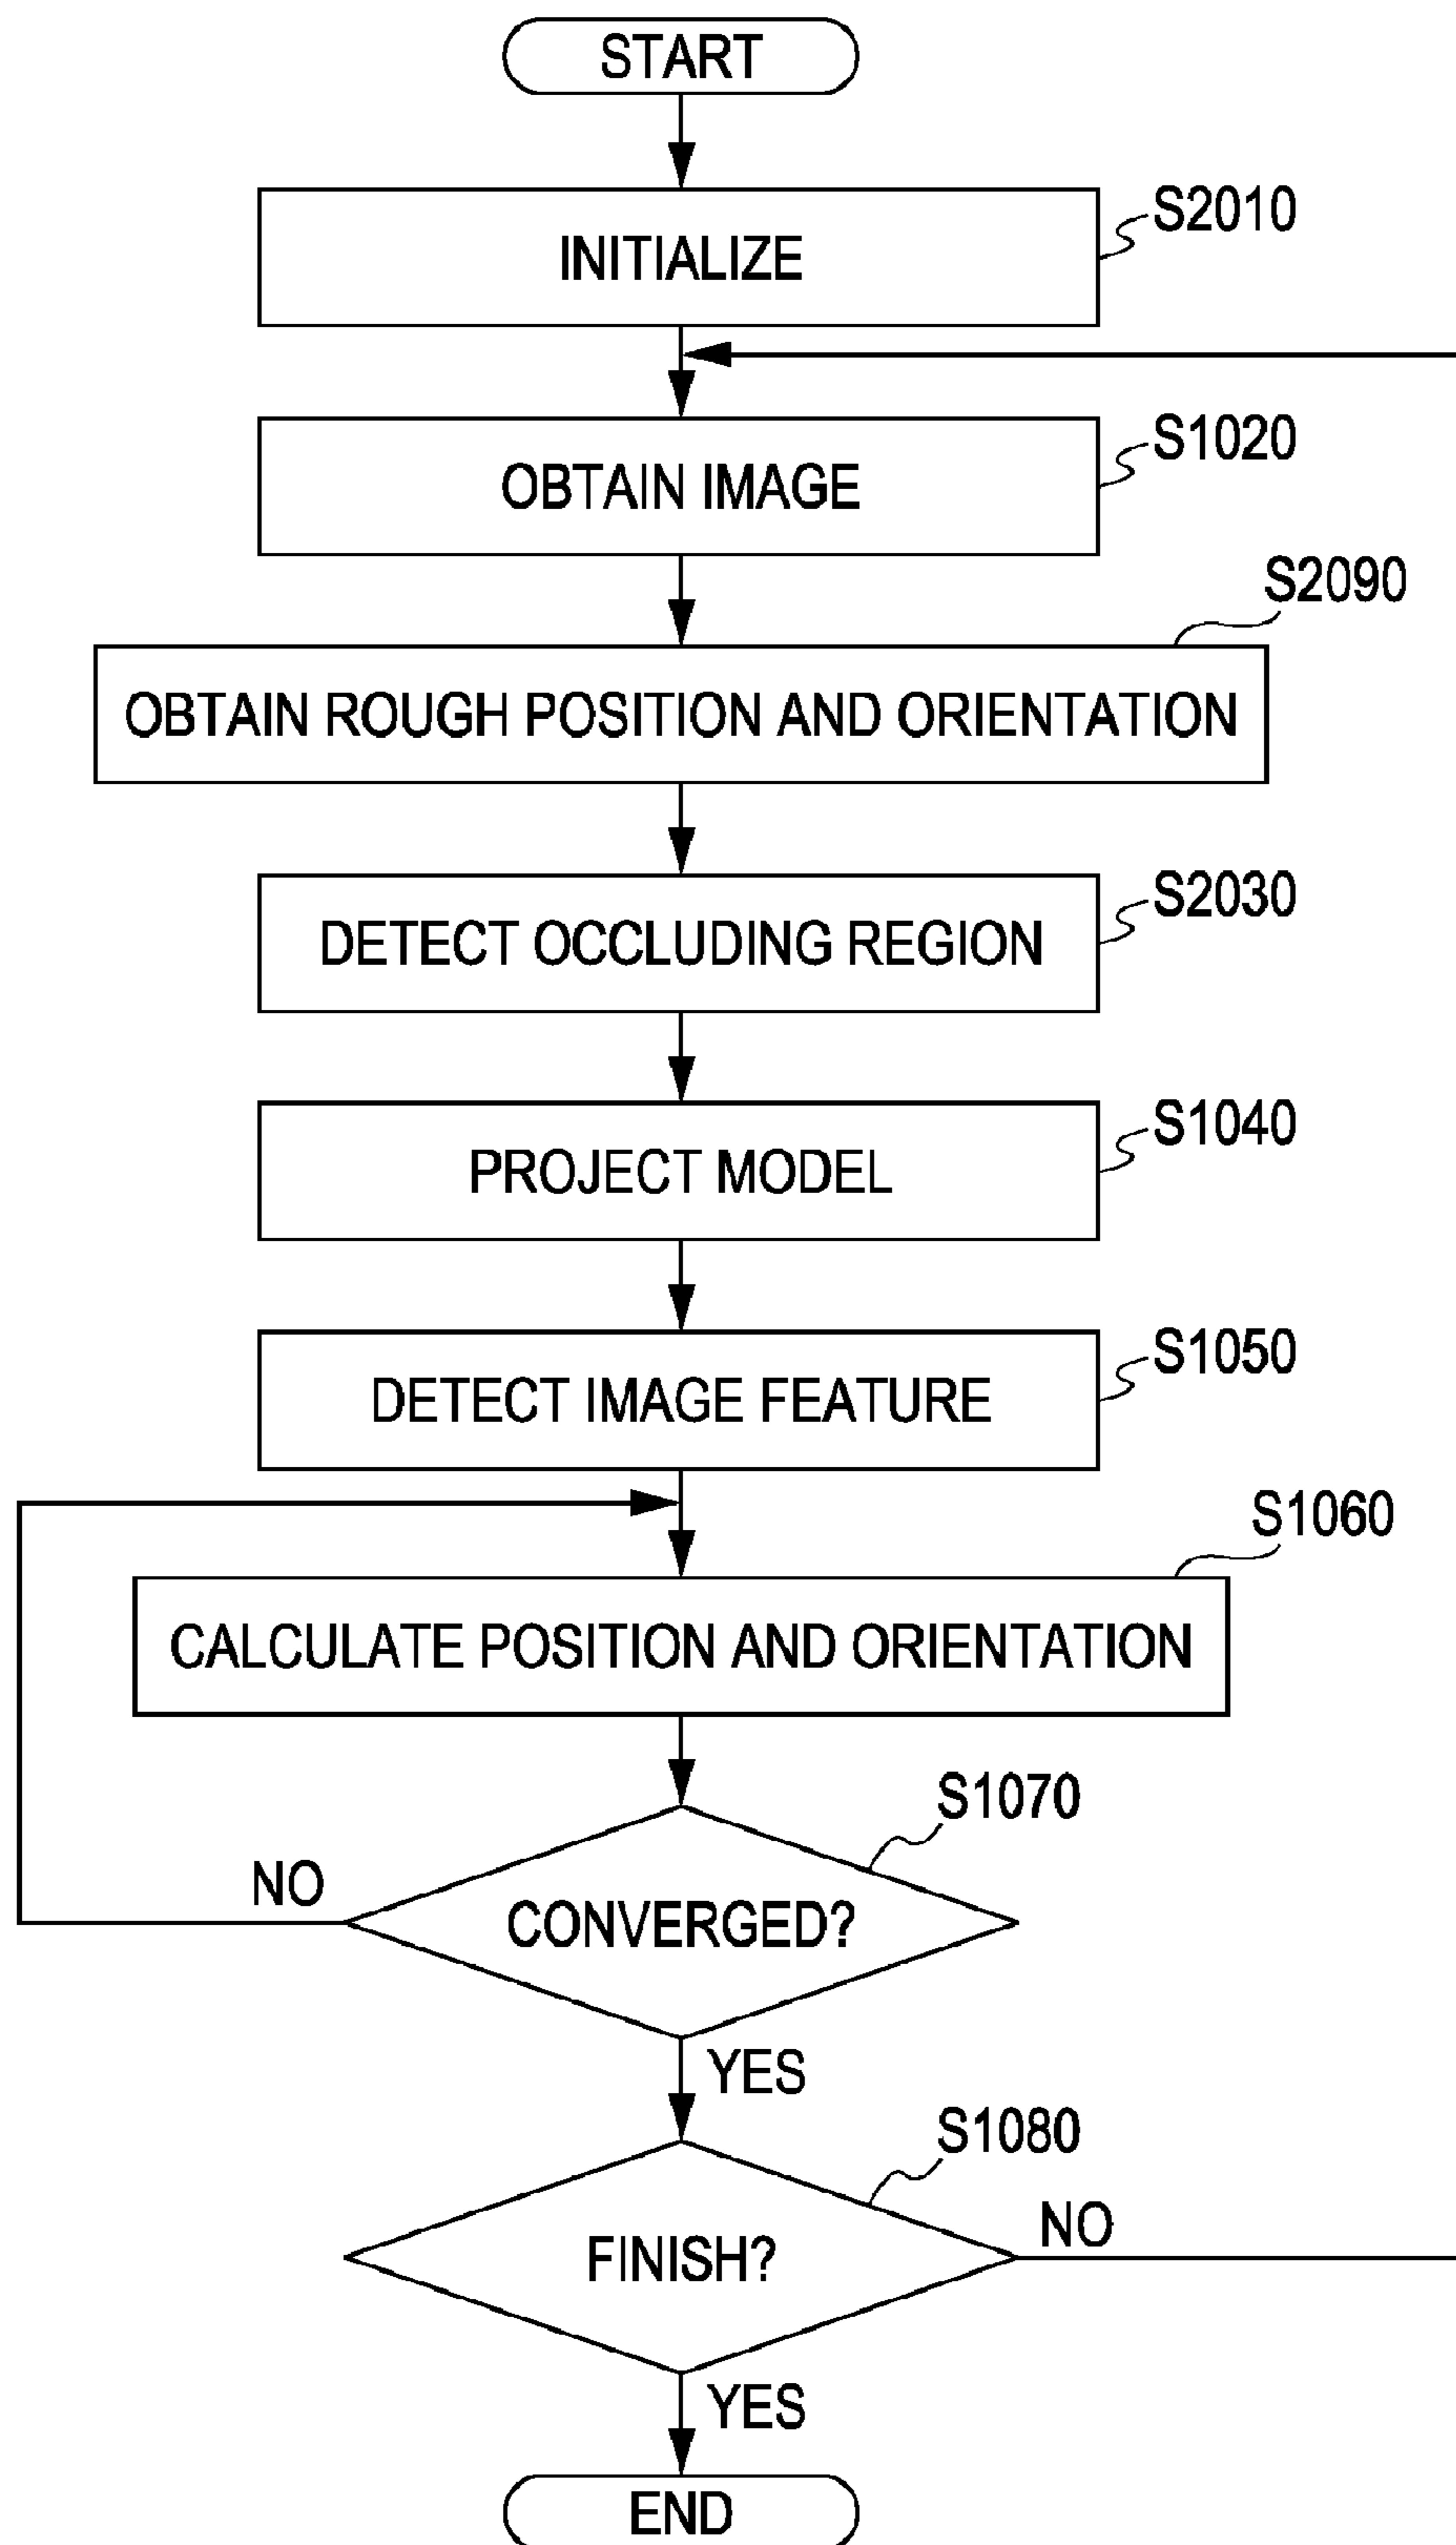 START
INITIALIZE
S2010
OBTAIN IMAGE
S1020
S2090
OBTAIN ROUGH POSITION AND ORIENTATION
S2030
DETECT OCCLUDING REGION
S1040
PROJECT MODEL
S1050
DETECT IMAGE FEATURE
S1060
CALCULATE POSITION AND ORIENTATION
S1070
NO
CONVERGED?
YES
S1080
NO
FINISH?
YES
END